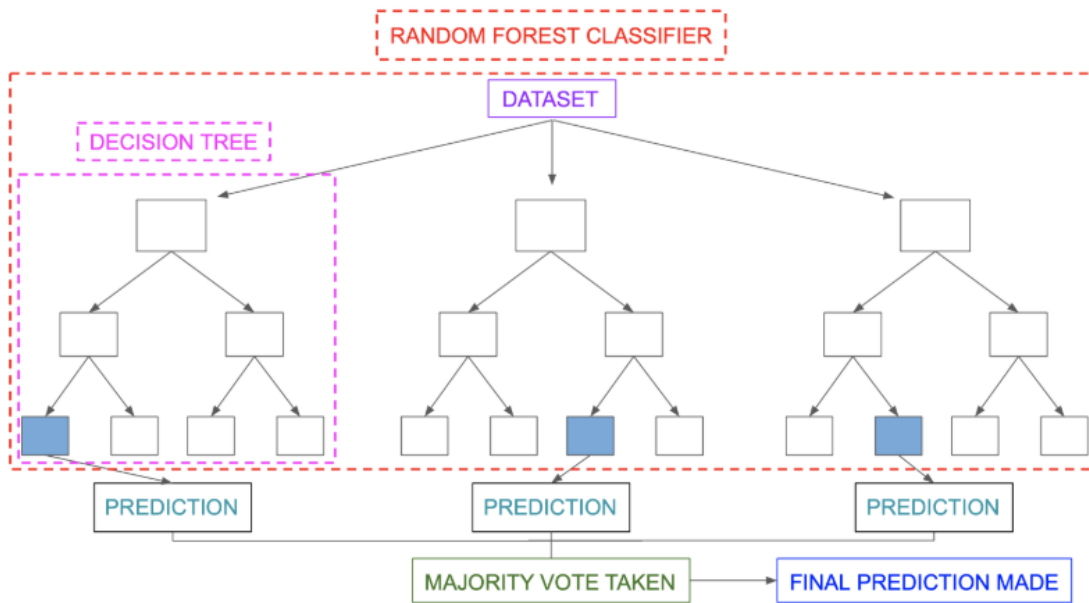 RANDOM FOREST CLASSIFIER
DATASET
DECISION TREE
PREDICTION
PREDICTION
PREDICTION
MAJORITY VOTE TAKEN
FINAL PREDICTION MADE